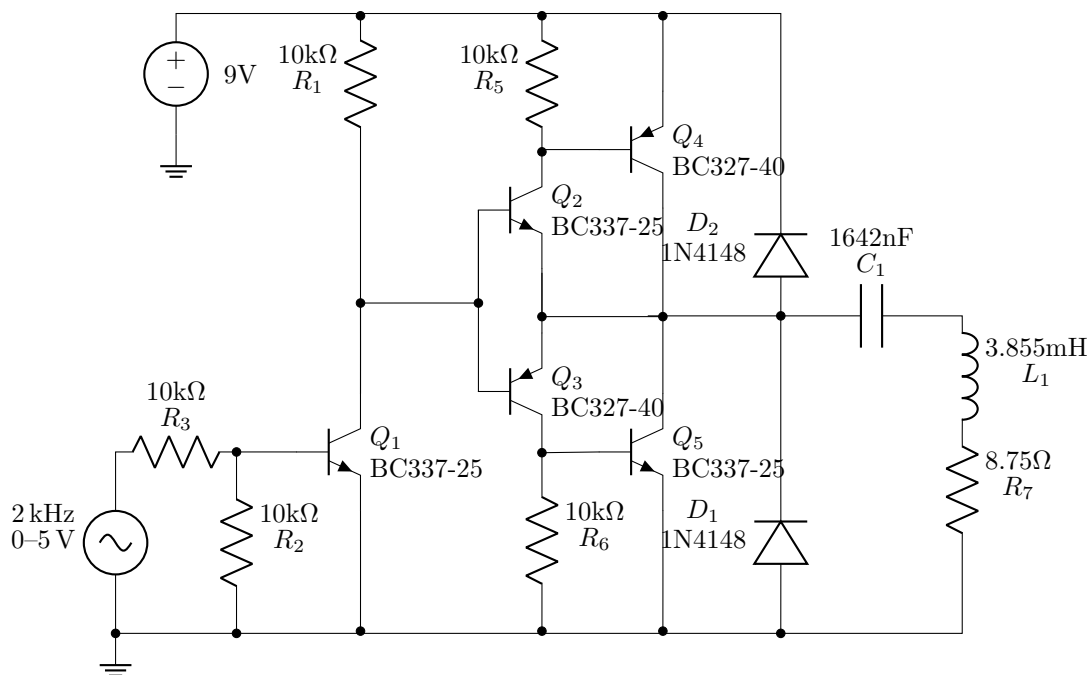 9V
10kΩ
R1
10kΩ
R5
Q4
BC327-40
Q2
BC337-25
D2
1N4148
1642nF
C1
3.855mH
L1
Q3
BC327-40
10kΩ
R3
Q1
BC337-25
Q5
BC337-25
8.75Ω
R7
2 kHz
0–5 V
10kΩ
R2
10kΩ
R6
D1
1N4148